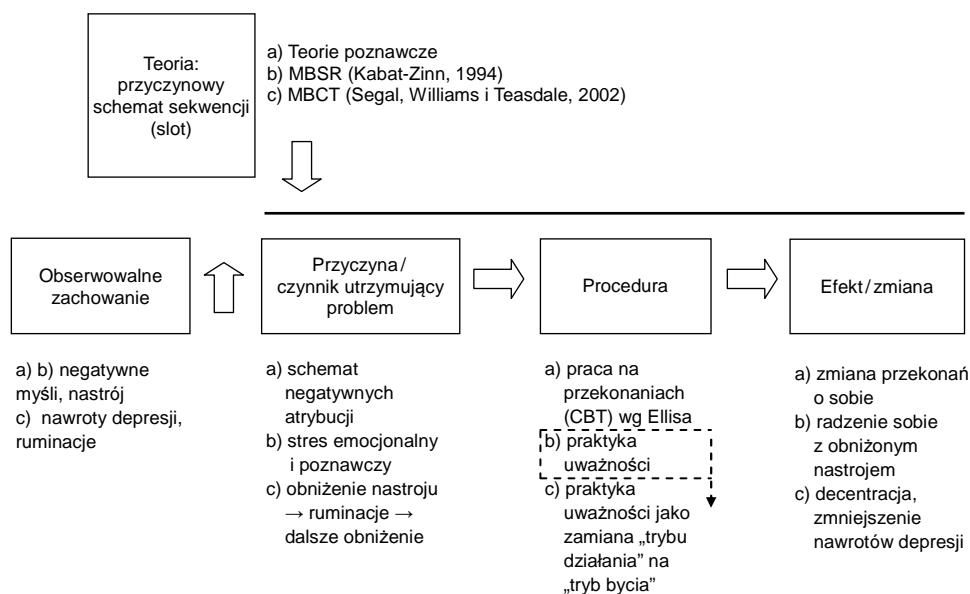 Teoria:
przyczynowy
schemat sekwencji
(slot)
a) Teorie poznawcze
b) MBSR (Kabat-Zinn, 1994)
c) MBCT (Segal, Williams i Teasdale, 2002)
Obserwowalne
zachowanie
Przyczyna /
czynnik utrzymujący
problem
Procedura
Efekt / zmiana
a) b) negatywne
myśli, nastrój
c) nawroty depresji,
ruminacje
a) schemat
negatywnych
atrybucji
b) stres emocjonalny
i poznawczy
c) obniżenie nastroju
→ ruminacje →
dalsze obniżenie
a) praca na
przekonaniach
(CBT) wg Ellisa
b) praktyka
uważności
c) praktyka
uważności jako
zamiana „trybu
działania” na
„tryb bycia”
a) zmiana przekonań
o sobie
b) radzenie sobie
z obniżonym
nastrojem
c) decentracja,
zmniejszenie
nawrotów depresji